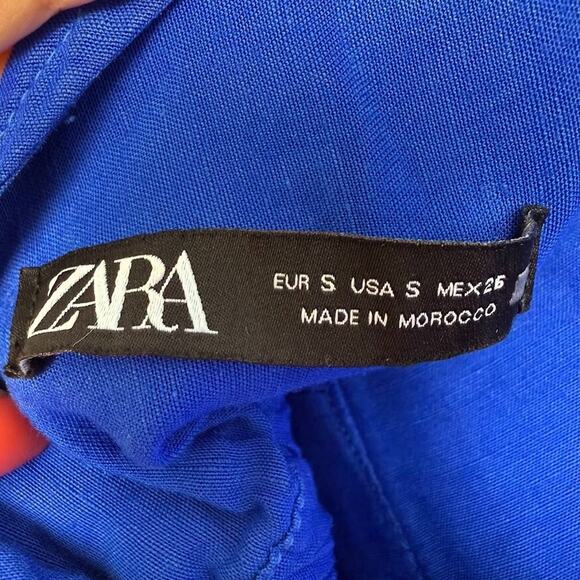 ZARA
EUR S USA S MEX 26
MADE IN MOROCCO